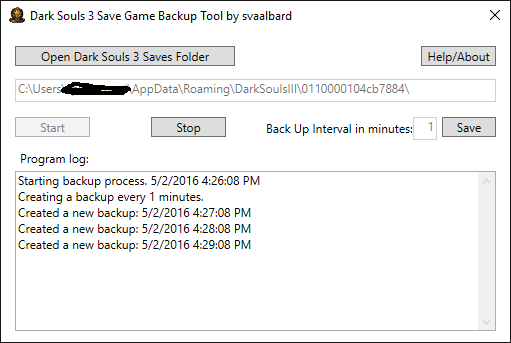 Dark Souls 3 Save Game Backup Tool by svaalbard
Open Dark Souls 3 Saves Folder
Help/About
C:\Users\ \AppData\Roaming\DarkSoulsIII\0110000104cb7884\
Start
Stop
Back Up Interval in minutes:
1
Save
Program log:
Starting backup process. 5/2/2016 4:26:08 PM
Creating a backup every 1 minutes.
Created a new backup: 5/2/2016 4:27:08 PM
Created a new backup: 5/2/2016 4:28:08 PM
Created a new backup: 5/2/2016 4:29:08 PM